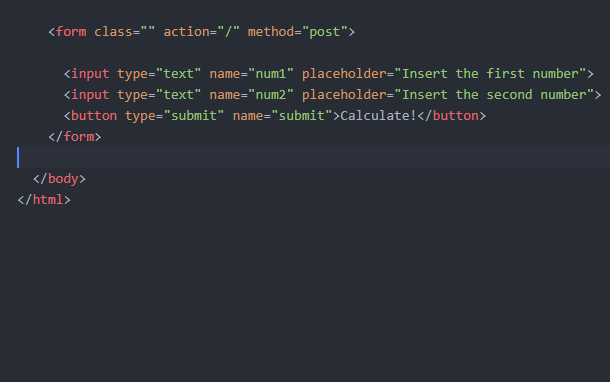 <form class="" action="/" method="post">
<input type="text" name="num1" placeholder="Insert the first number">
<input type="text" name="num2" placeholder="Insert the second number">
<button type="submit" name="submit">Calculate!</button>
</form>
</body>
</html>